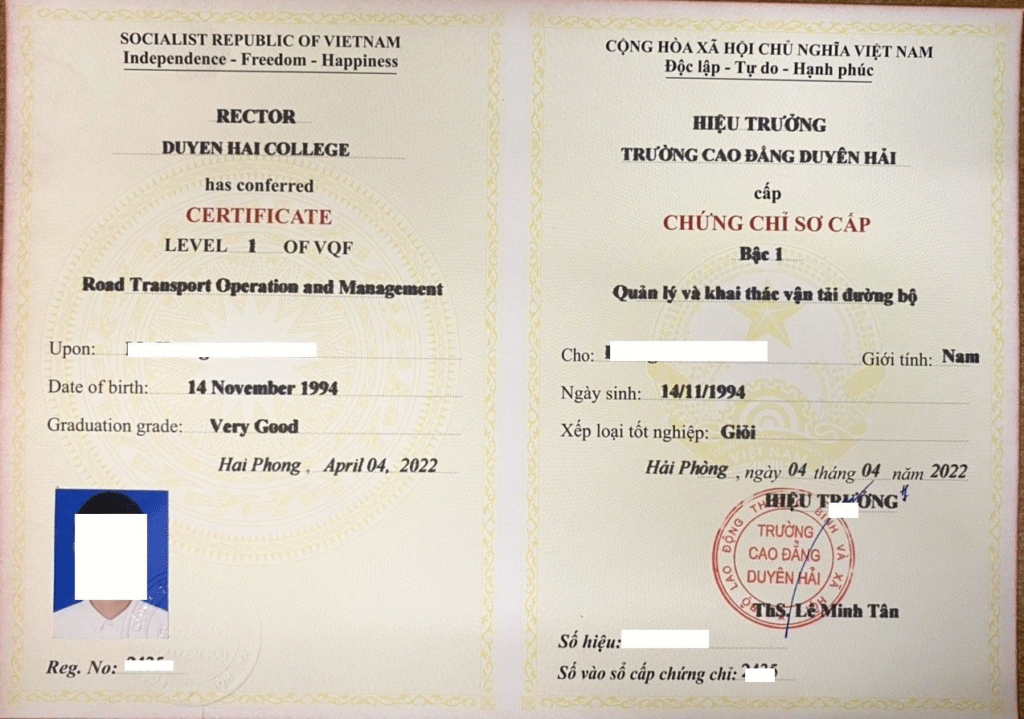 SOCIALIST REPUBLIC OF VIETNAM
Independence - Freedom - Happiness
RECTOR
DUYEN HAI COLLEGE
has conferred
CERTIFICATE
LEVEL 1 OF VQF
Road Transport Operation and Management
Upon:
Date of birth: 14 November 1994
Graduation grade: Very Good
Hai Phong, April 04, 2022
Reg. No:
CỘNG HÒA XÃ HỘI CHỦ NGHĨA VIỆT NAM
Độc lập - Tự do - Hạnh phúc
HIỆU TRƯỞNG
TRƯỜNG CAO ĐẲNG DUYÊN HẢI
cấp
CHỨNG CHỈ SƠ CẤP
Bậc 1
Quản lý và khai thác vận tải đường bộ
Cho: Giới tính: Nam
Ngày sinh: 14/11/1994
Xếp loại tốt nghiệp: Giỏi
Hải Phòng, ngày 04 tháng 04 năm 2022
HIỆU TRƯỞNG
TRƯỜNG
CAO ĐẲNG
DUYÊN HẢI
ThS. Lê Minh Tân
Số hiệu:
Số vào sổ cấp chứng chỉ:
VIỆT NAM